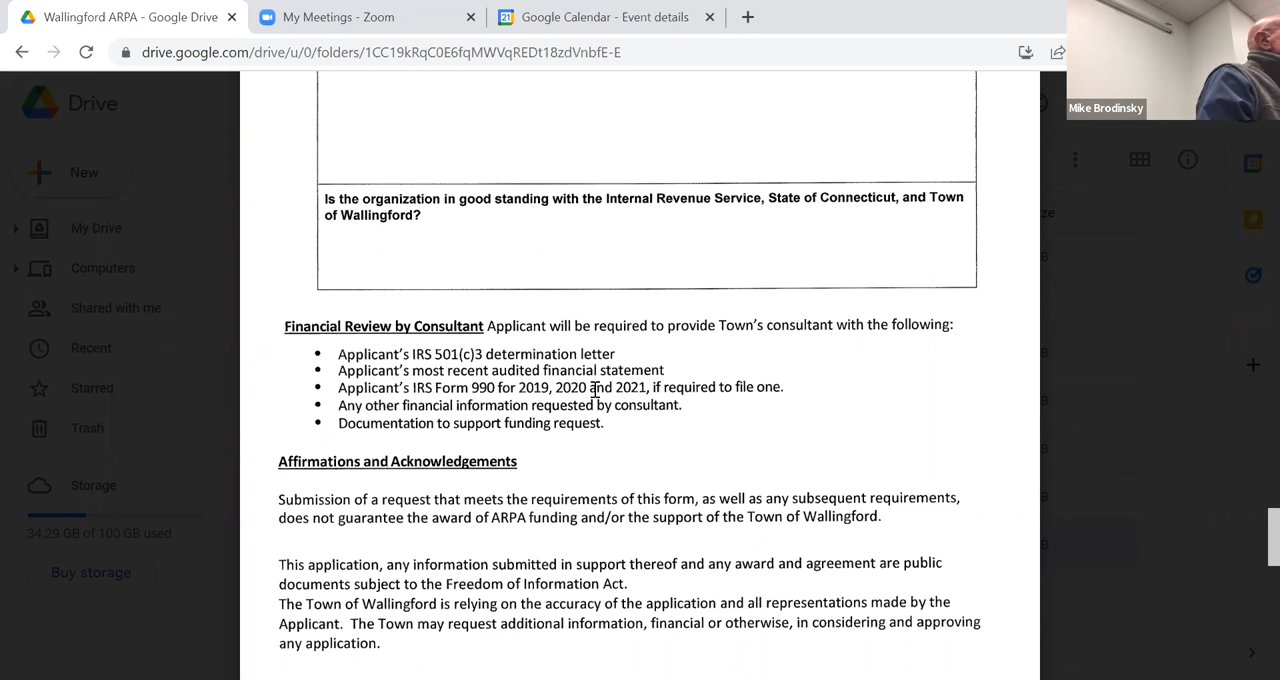 Wallingford ARPA - Google Drive
My Meetings - Zoom
Google Calendar - Event details
drive.google.com/drive/u/0/folders/1CC19kRqC0E6fqMWVqREDt18zdVnbfE-E
Mike Brodinsky
Drive
New
My Drive
Computers
Shared with me
Recent
Starred
Trash
Storage
34.29 GB of 100 GB used
Buy storage
Is the organization in good standing with the Internal Revenue Service, State of Connecticut, and Town
of Wallingford?
Financial Review by Consultant Applicant will be required to provide Town's consultant with the following:
• Applicant's IRS 501(c)3 determination letter
• Applicant's most recent audited financial statement
• Applicant's IRS Form 990 for 2019, 2020 and 2021, if required to file one.
• Any other financial information requested by consultant.
• Documentation to support funding request.
Affirmations and Acknowledgements
Submission of a request that meets the requirements of this form, as well as any subsequent requirements,
does not guarantee the award of ARPA funding and/or the support of the Town of Wallingford.
This application, any information submitted in support thereof and any award and agreement are public
documents subject to the Freedom of Information Act.
The Town of Wallingford is relying on the accuracy of the application and all representations made by the
Applicant. The Town may request additional information, financial or otherwise, in considering and approving
any application.